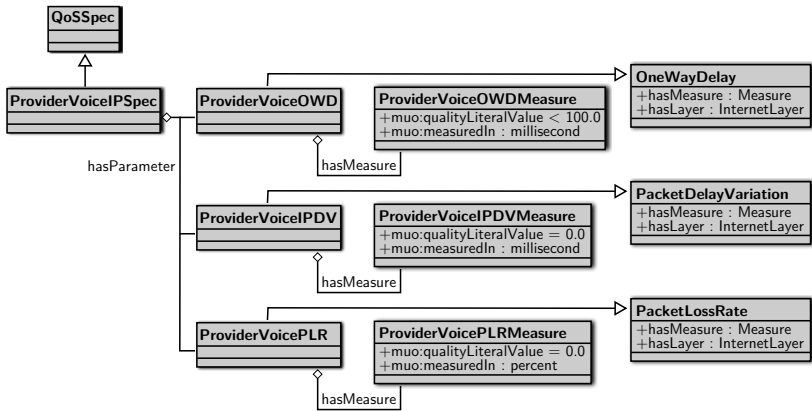 QoSSpec
ProviderVoiceIPSpec
hasParameter
ProviderVoiceOWD
hasMeasure
ProviderVoiceOWDMeasure
+muo:qualityLiteralValue < 100.0
+muo:measuredIn : millisecond
OneWayDelay
+hasMeasure : Measure
+hasLayer : InternetLayer
ProviderVoiceIPDV
hasMeasure
ProviderVoiceIPDVMeasure
+muo:qualityLiteralValue = 0.0
+muo:measuredIn : millisecond
PacketDelayVariation
+hasMeasure : Measure
+hasLayer : InternetLayer
ProviderVoicePLR
hasMeasure
ProviderVoicePLRMeasure
+muo:qualityLiteralValue = 0.0
+muo:measuredIn : percent
PacketLossRate
+hasMeasure : Measure
+hasLayer : InternetLayer